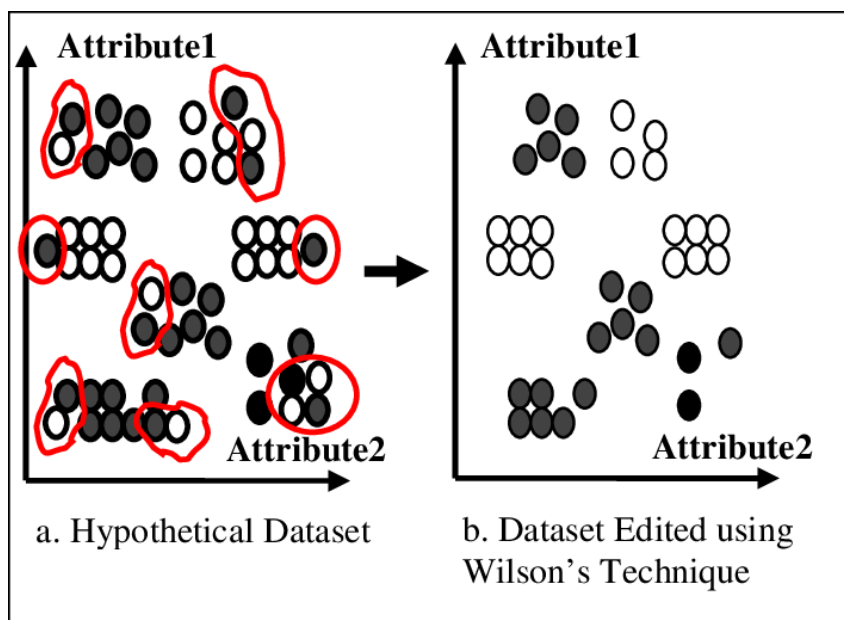 Attribute1
Attribute2
a. Hypothetical Dataset
Attribute1
Attribute2
b. Dataset Edited using
Wilson's Technique